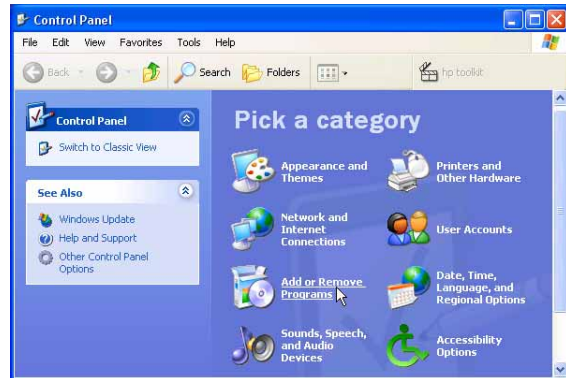 Control Panel
File Edit View Favorites Tools Help
Back Search Folders hp toolkit
Control Panel
Switch to Classic View
See Also
Windows Update
Help and Support
Other Control Panel
Options
Pick a category
Appearance and
Themes
Printers and
Other Hardware
Network and
Internet
Connections
User Accounts
Add or Remove
Programs
Date, Time,
Language, and
Regional Options
Sounds, Speech,
and Audio
Devices
Accessibility
Options